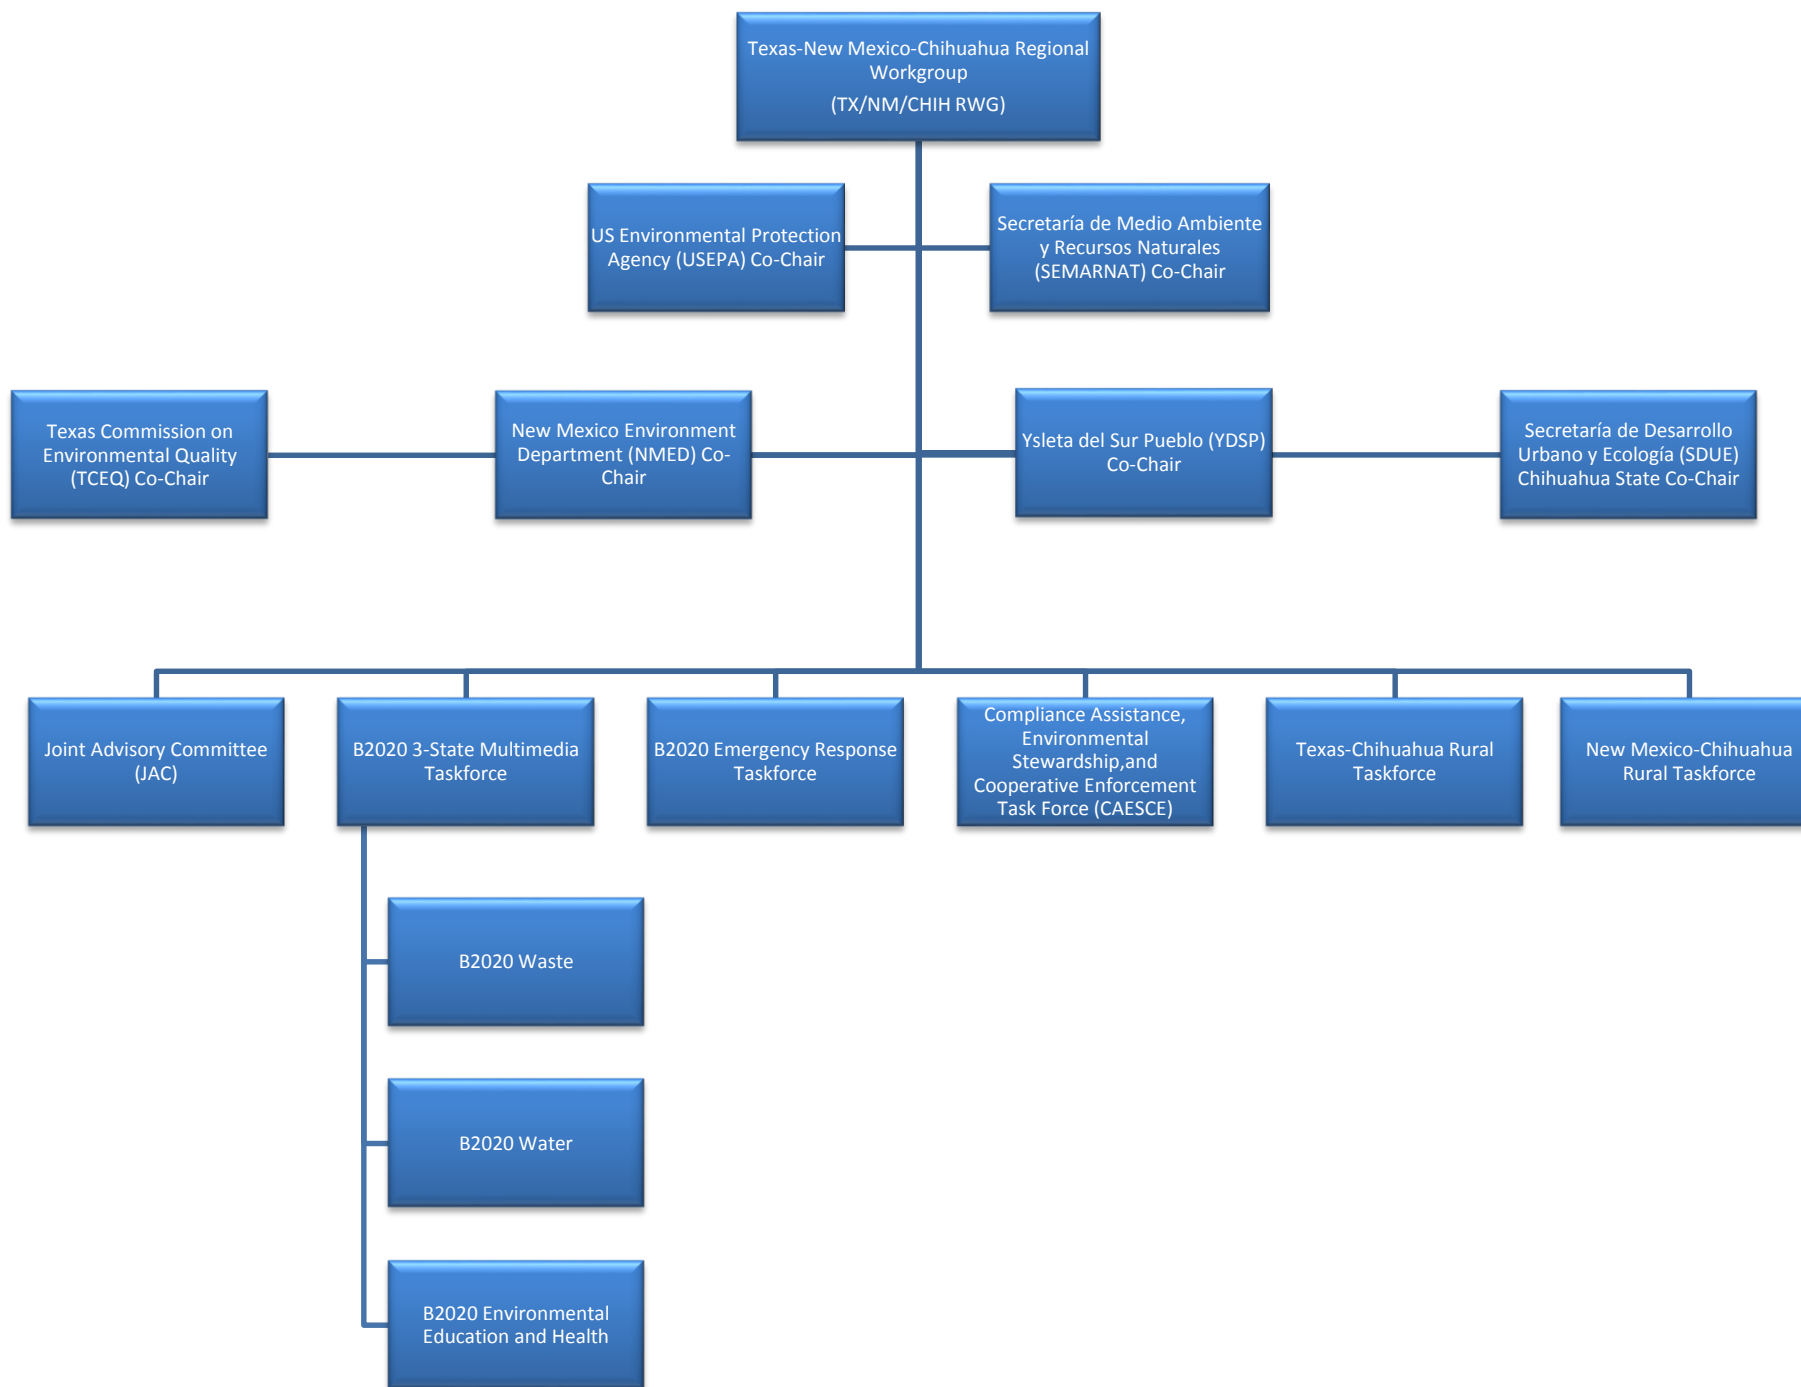 Texas-New Mexico-Chihuahua Regional
Workgroup
(TX/NM/CHIH RWG)
US Environmental Protection
Agency (USEPA) Co-Chair
Secretaría de Medio Ambiente
y Recursos Naturales
(SEMARNAT) Co-Chair
Texas Commission on
Environmental Quality
(TCEQ) Co-Chair
New Mexico Environment
Department (NMED) Co-
Chair
Ysleta del Sur Pueblo (YDSP)
Co-Chair
Secretaría de Desarrollo
Urbano y Ecología (SDUE)
Chihuahua State Co-Chair
Joint Advisory Committee
(JAC)
B2020 3-State Multimedia
Taskforce
B2020 Emergency Response
Taskforce
Compliance Assistance,
Environmental
Stewardship,and
Cooperative Enforcement
Task Force (CAESCE)
Texas-Chihuahua Rural
Taskforce
New Mexico-Chihuahua
Rural Taskforce
B2020 Waste
B2020 Water
B2020 Environmental
Education and Health